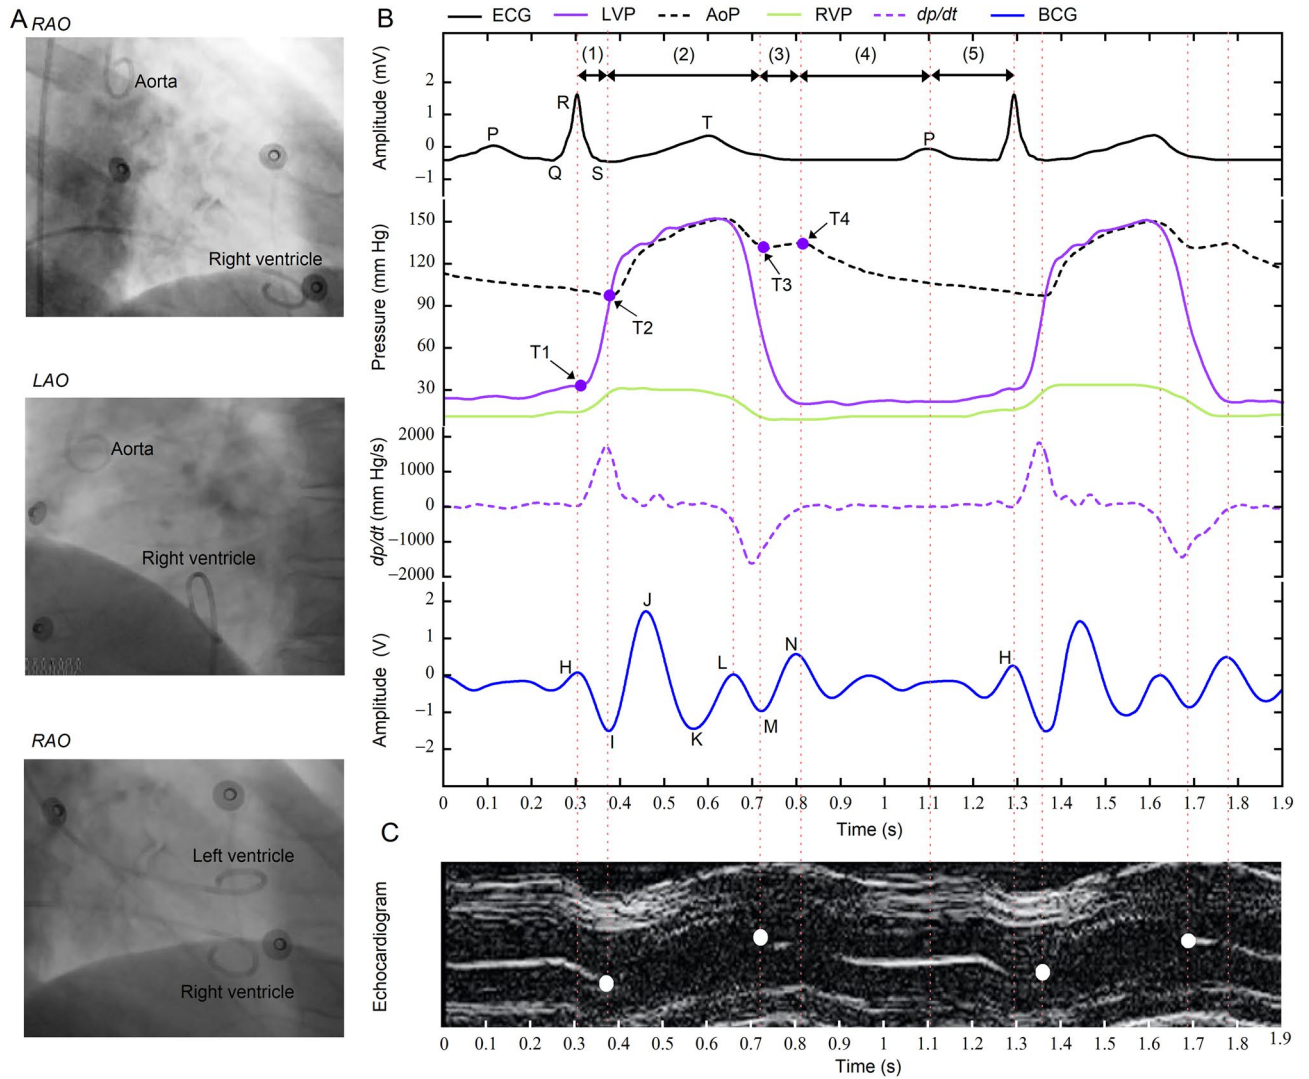 A RAO
Aorta
Right ventricle
LAO
Aorta
Right ventricle
RAO
Left ventricle
Right ventricle
B
ECG LVP AoP RVP dp/dt BCG
Amplitude (mV)
2
1
0
−1
(1) (2) (3) (4) (5)
P R Q S T P
Pressure (mm Hg)
150
120
90
60
30
T1 T2 T3 T4
dp/dt (mm Hg/s)
2000
1000
0
−1000
−2000
Amplitude (V)
2
1
0
−1
−2
H I J K L M N H
0 0.1 0.2 0.3 0.4 0.5 0.6 0.7 0.8 0.9 1 1.1 1.2 1.3 1.4 1.5 1.6 1.7 1.8 1.9
Time (s)
C
Echocardiogram
0 0.1 0.2 0.3 0.4 0.5 0.6 0.7 0.8 0.9 1 1.1 1.2 1.3 1.4 1.5 1.6 1.7 1.8 1.9
Time (s)